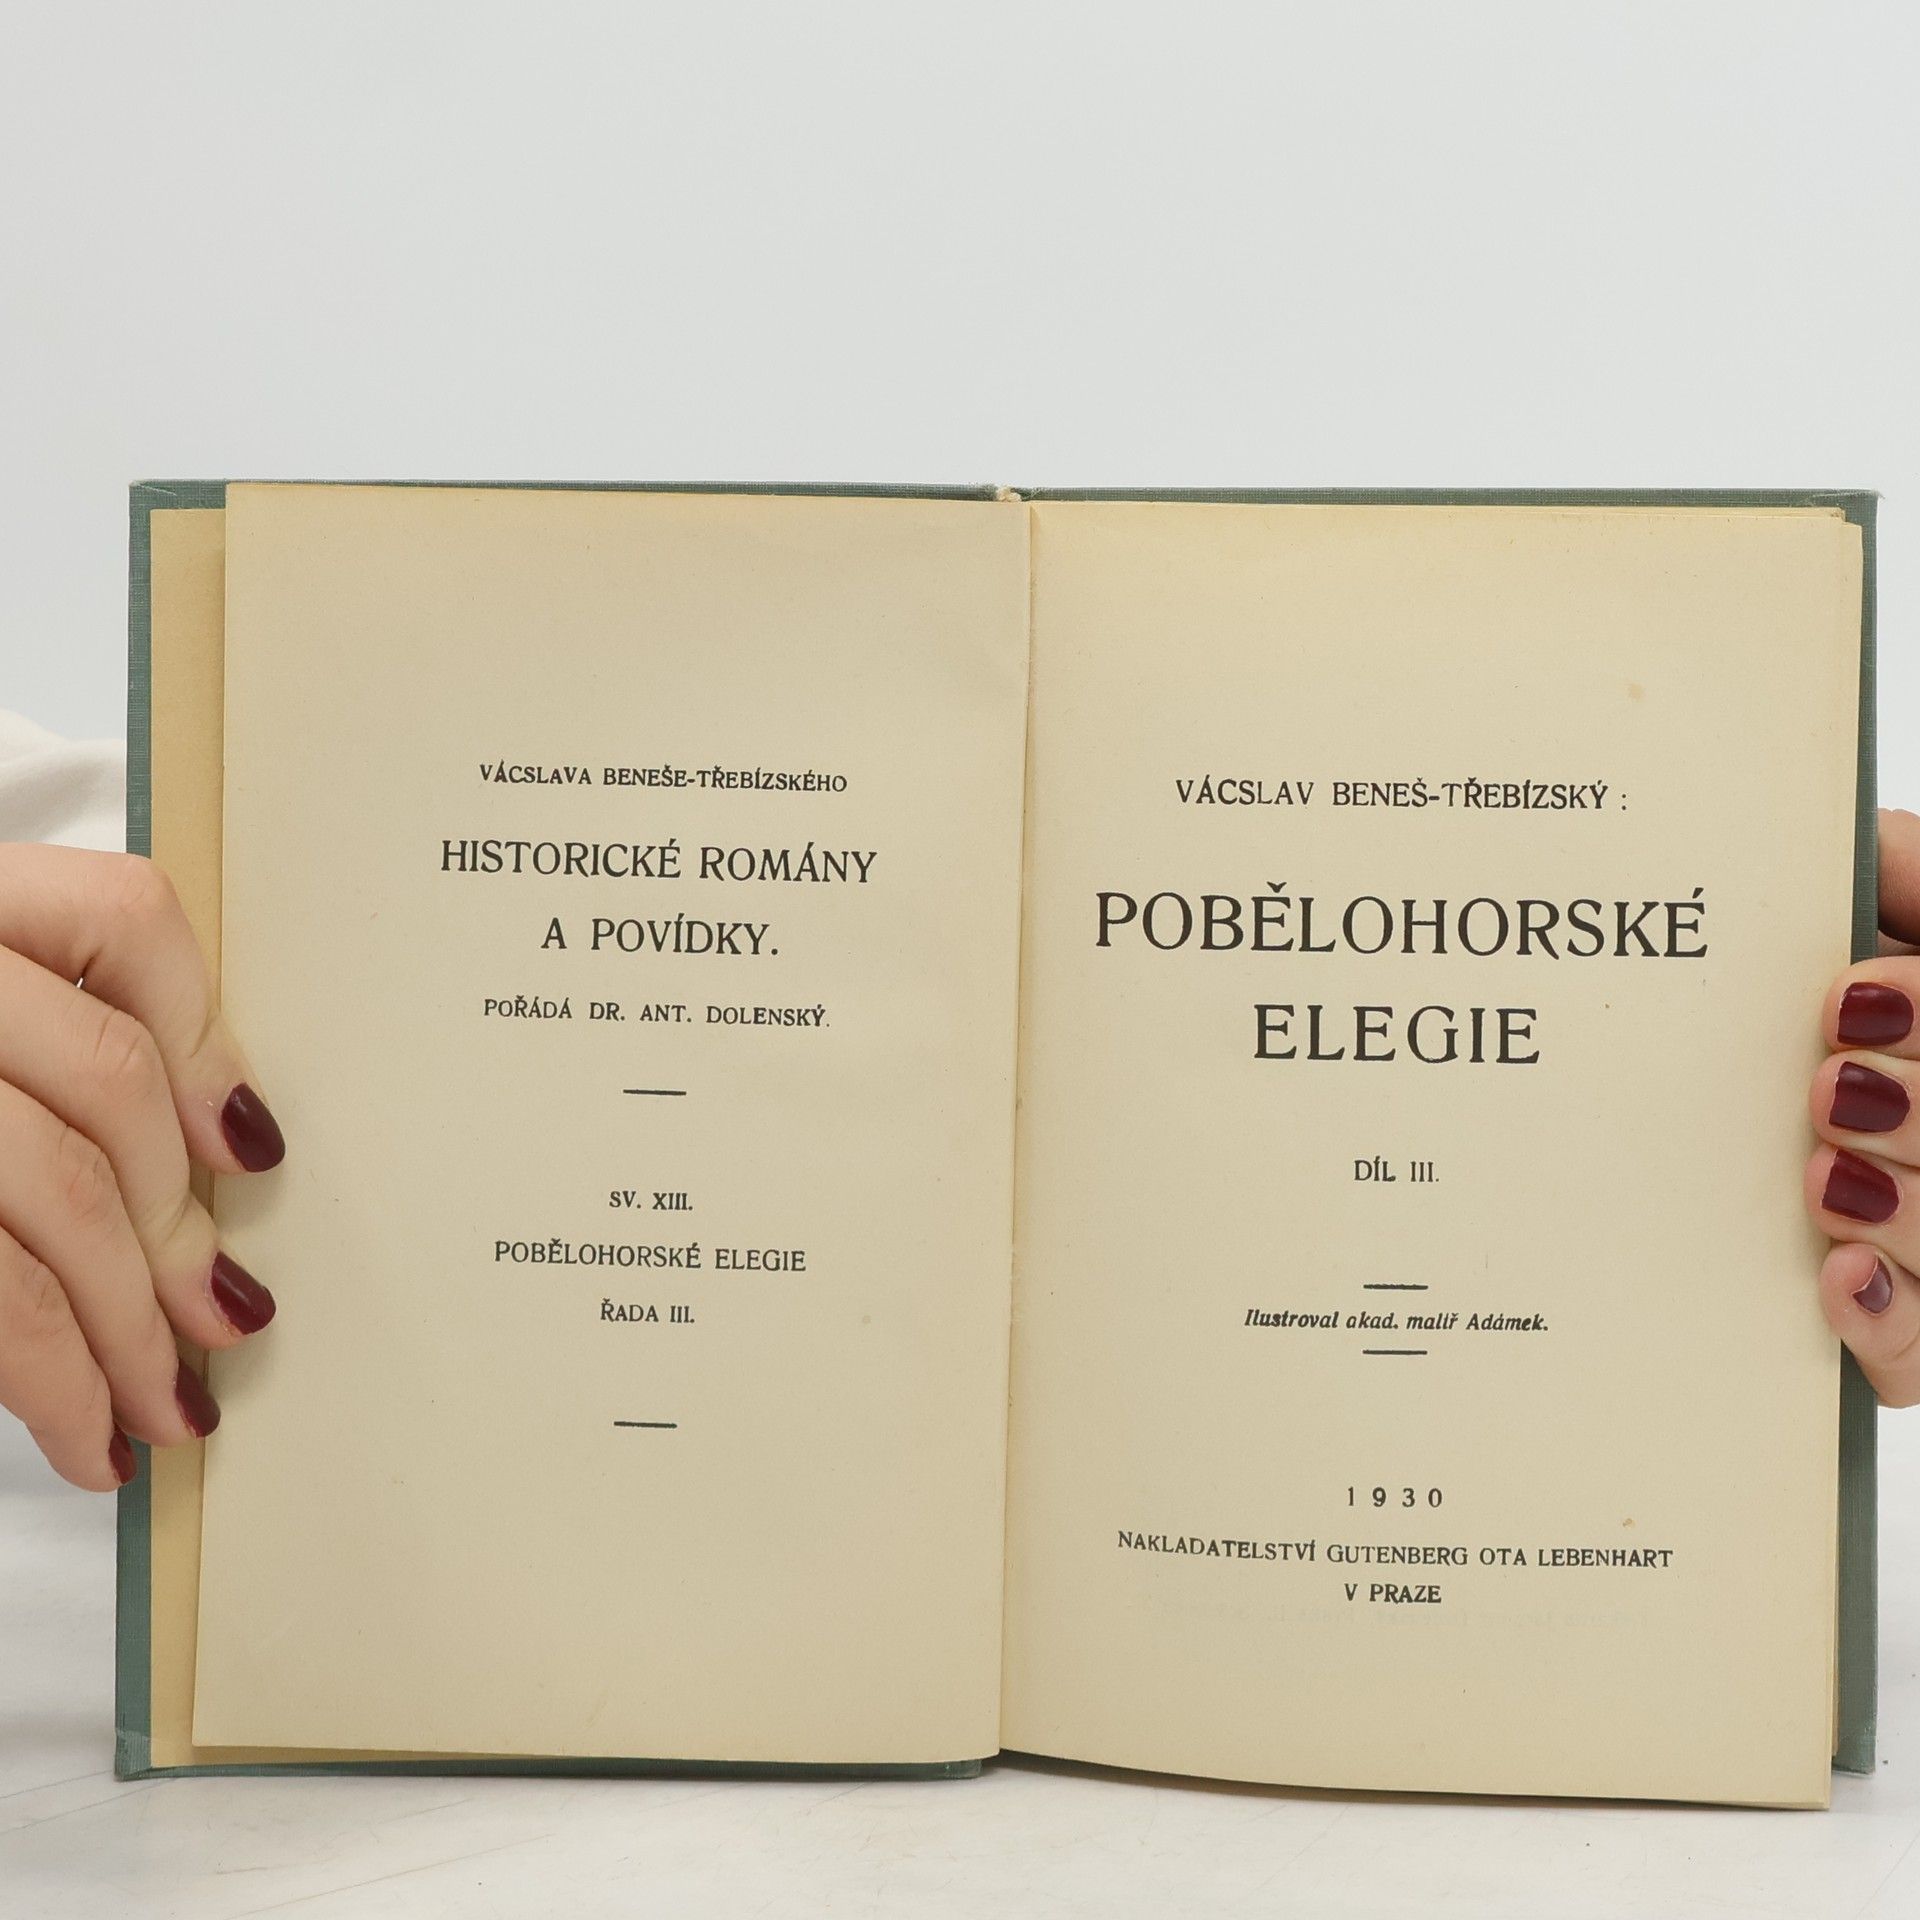 VÁCSLAVA BENEŠE-TŘEBÍZSKÉHO
HISTORICKÉ ROMÁNY
A POVÍDKY.
POŘÁDÁ DR. ANT. DOLENSKÝ.
SV. XIII.
POBĚLOHORSKÉ ELEGIE
ŘADA III.
VÁCSLAV BENEŠ-TŘEBÍZSKÝ :
POBĚLOHORSKÉ
ELEGIE
DÍL III.
Ilustroval akad. malíř Adámek.
1930
NAKLADATELSTVÍ GUTENBERG OTA LEBENHART
V PRAZE